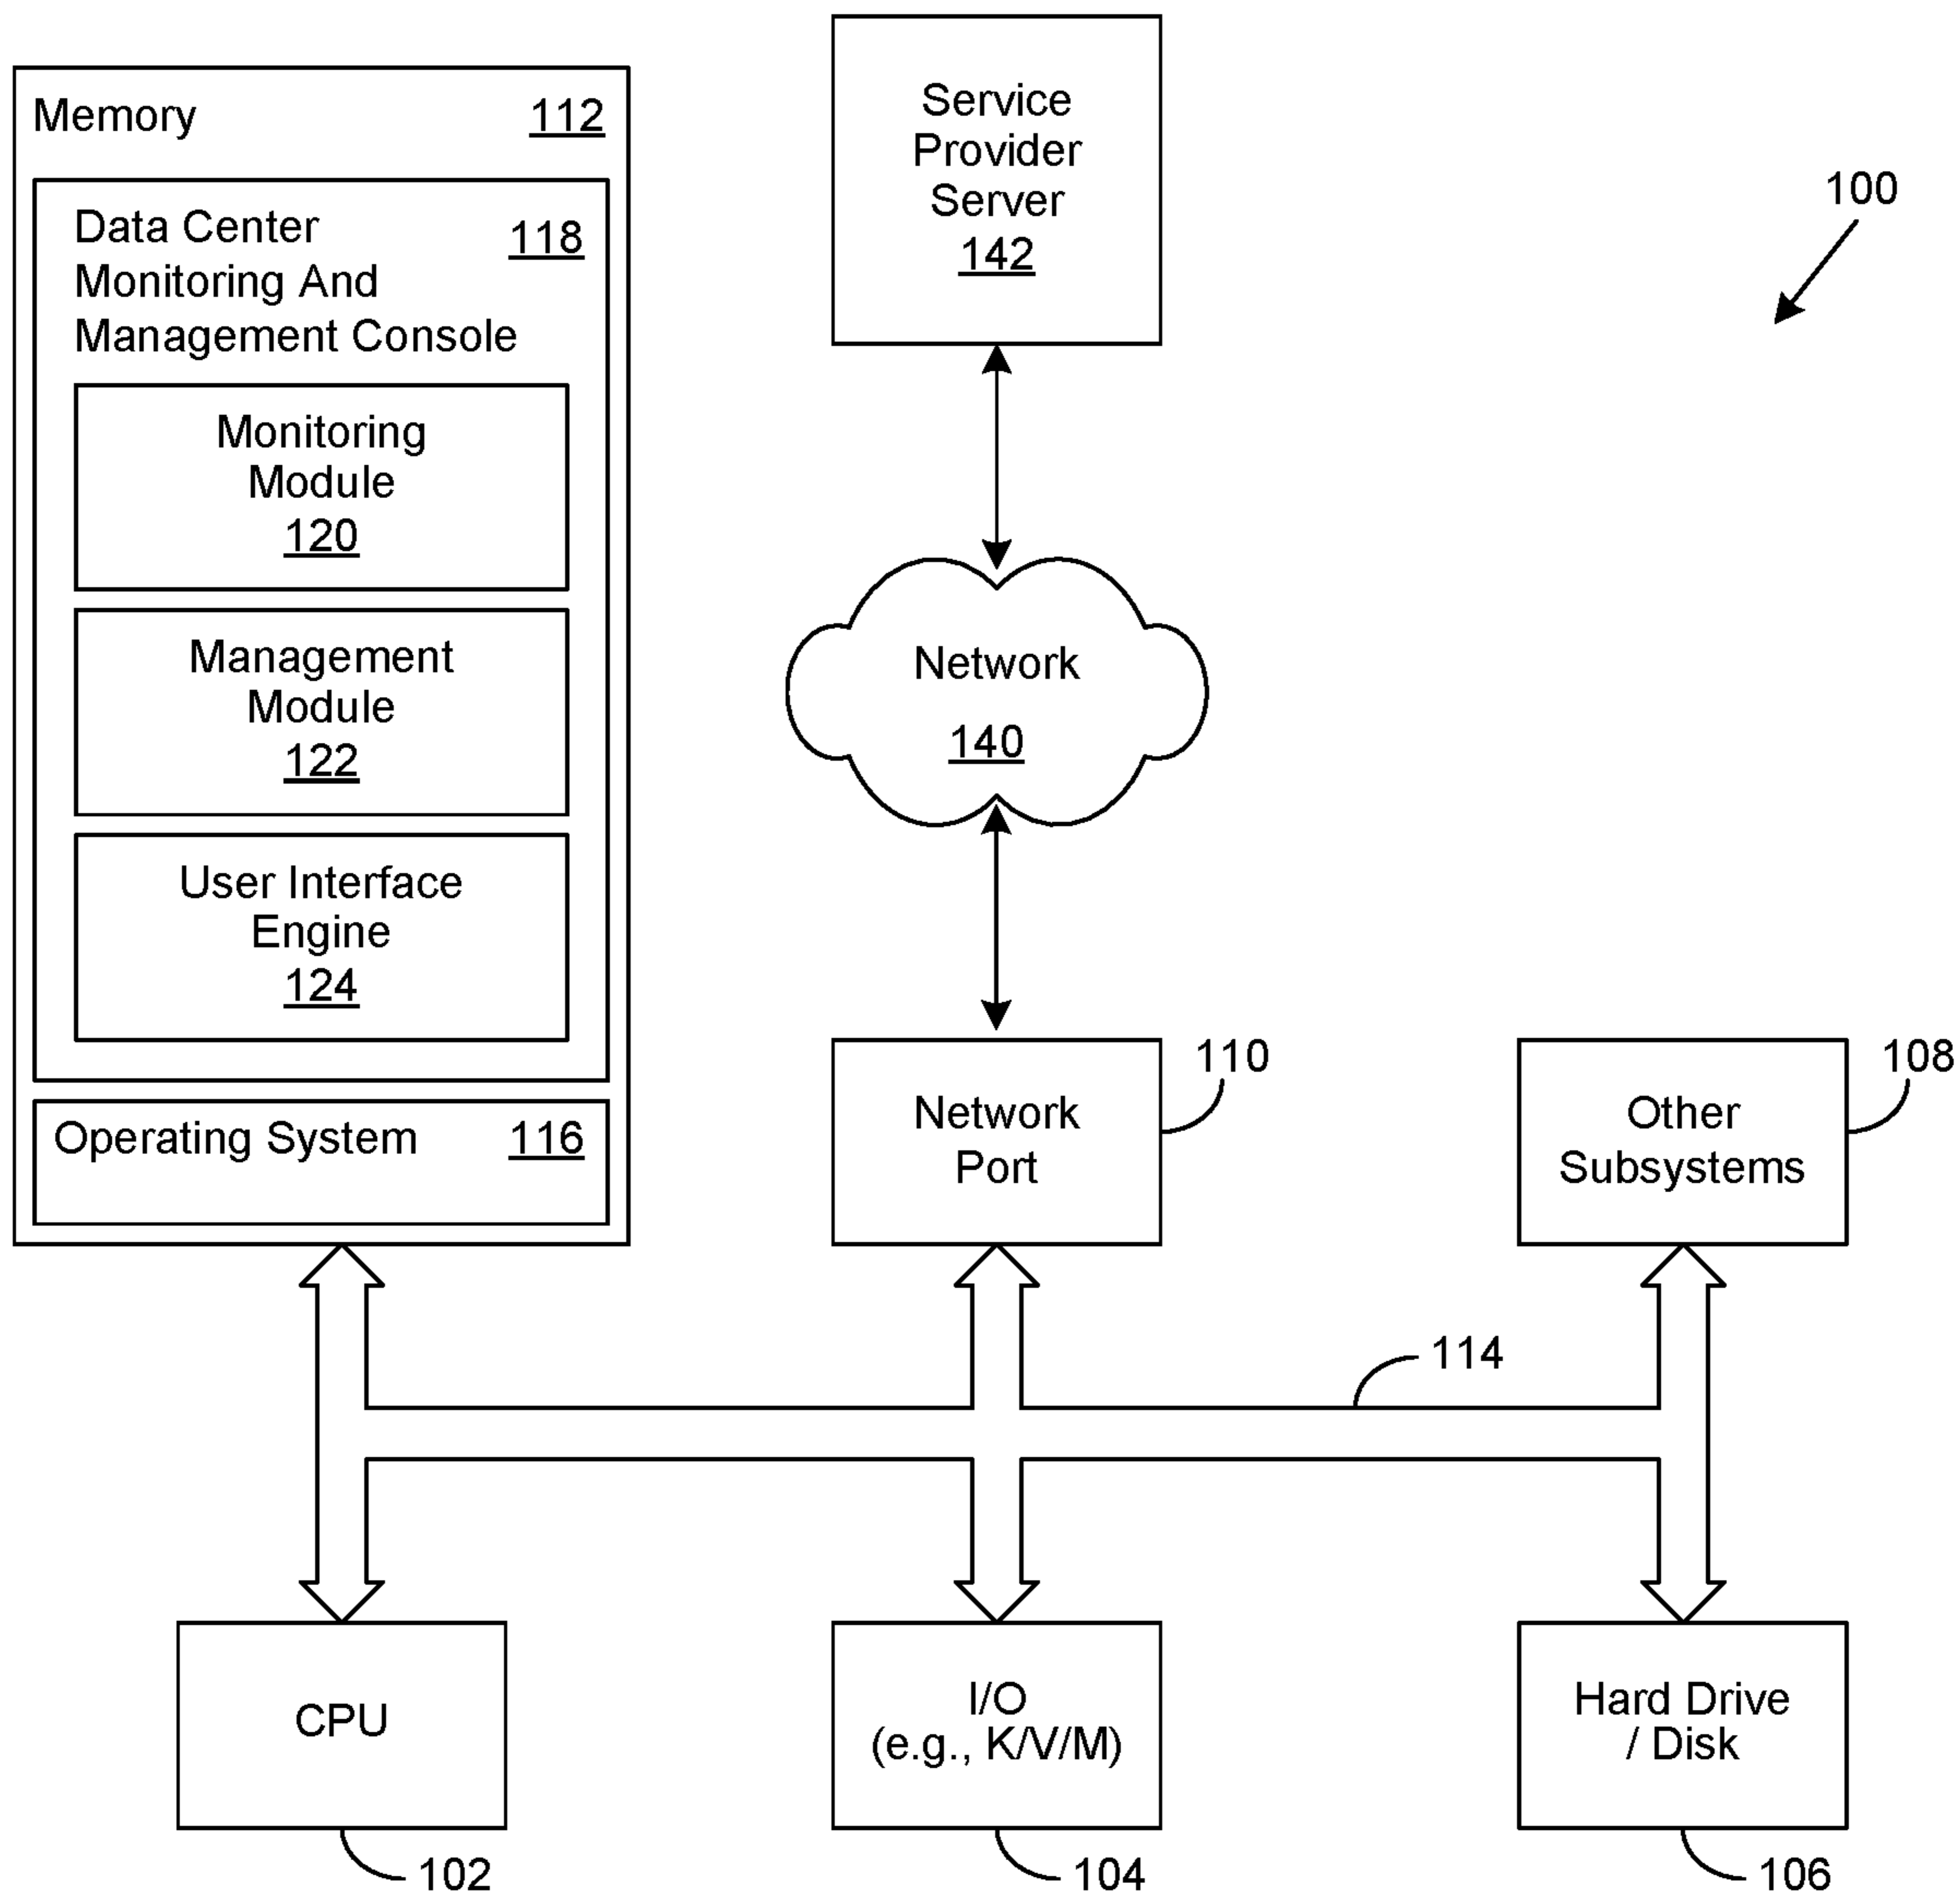 Memory 112
Data Center 118
Monitoring And
Management Console
Monitoring
Module
120
Management
Module
122
User Interface
Engine
124
Operating System 116
Service
Provider
Server
142
100
Network
140
Network
Port
110
Other
Subsystems
108
114
CPU
102
I/O
(e.g., K/V/M)
104
Hard Drive
/ Disk
106